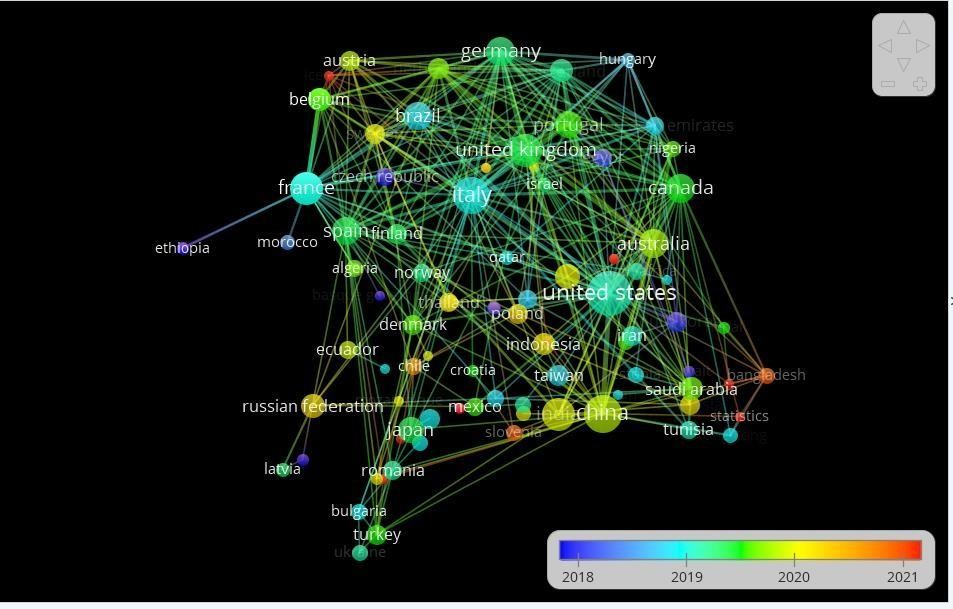 germany
austria
hungary
belgium
brazil
portugal
emirates
united kingdom
nigeria
czech republic
israel
france
italy
canada
spain
finland
ethiopia
morocco
australia
qatar
algeria
norway
united states
thailand
poland
denmark
iran
ecuador
indonesia
chile
croatia
taiwan
bangladesh
saudi arabia
russian federation
mexico
india
china
statistics
japan
slovenia
tunisia
latvia
romania
bulgaria
turkey
ukraine
2018
2019
2020
2021